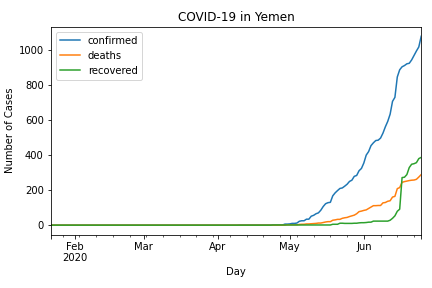 COVID-19 in Yemen
confirmed
deaths
recovered
Number of Cases
1000
800
600
400
200
0
Feb
2020
Mar
Apr
May
Jun
Day